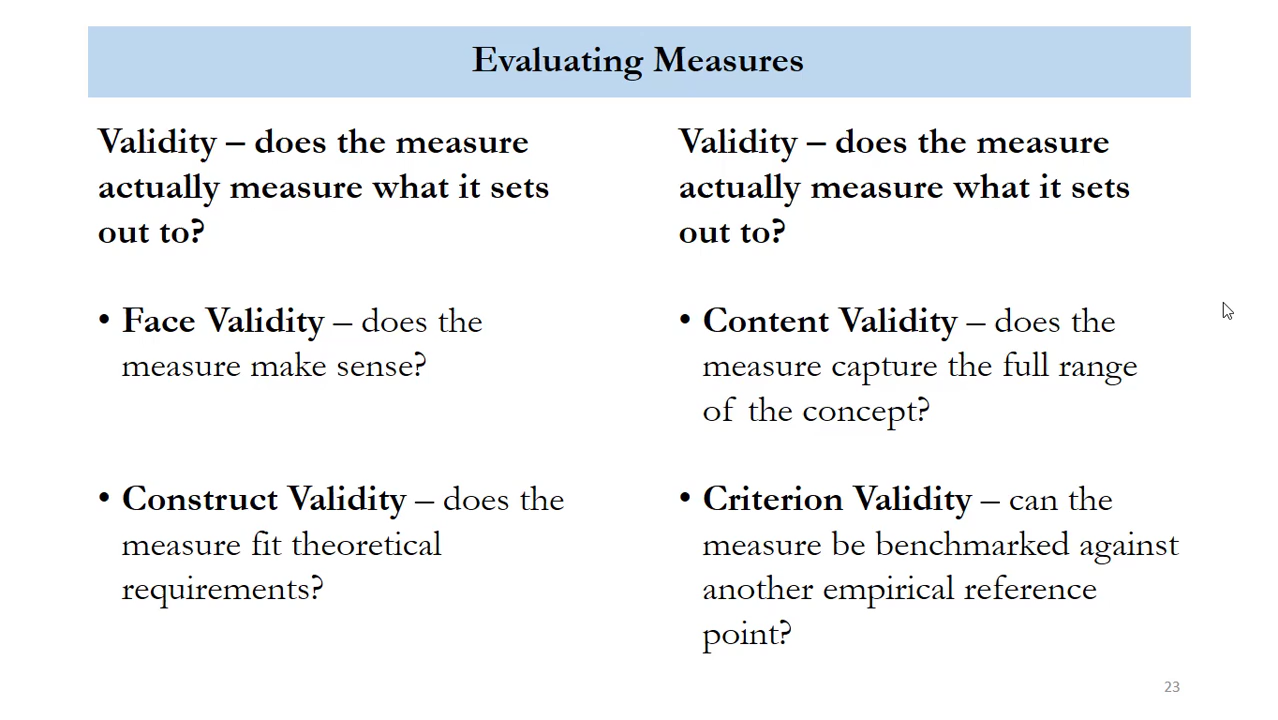 Evaluating Measures
Validity – does the measure
actually measure what it sets
out to?
• Face Validity – does the
measure make sense?
• Construct Validity – does the
measure fit theoretical
requirements?
Validity – does the measure
actually measure what it sets
out to?
• Content Validity – does the
measure capture the full range
of the concept?
• Criterion Validity – can the
measure be benchmarked against
another empirical reference
point?
23